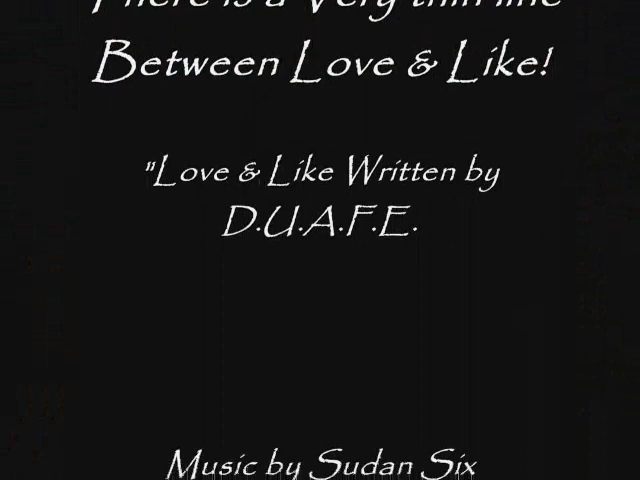 There is a Very thin line
Between Love & Like!
"Love & Like Written by
D.U.A.F.E.
Music by Sudan Six